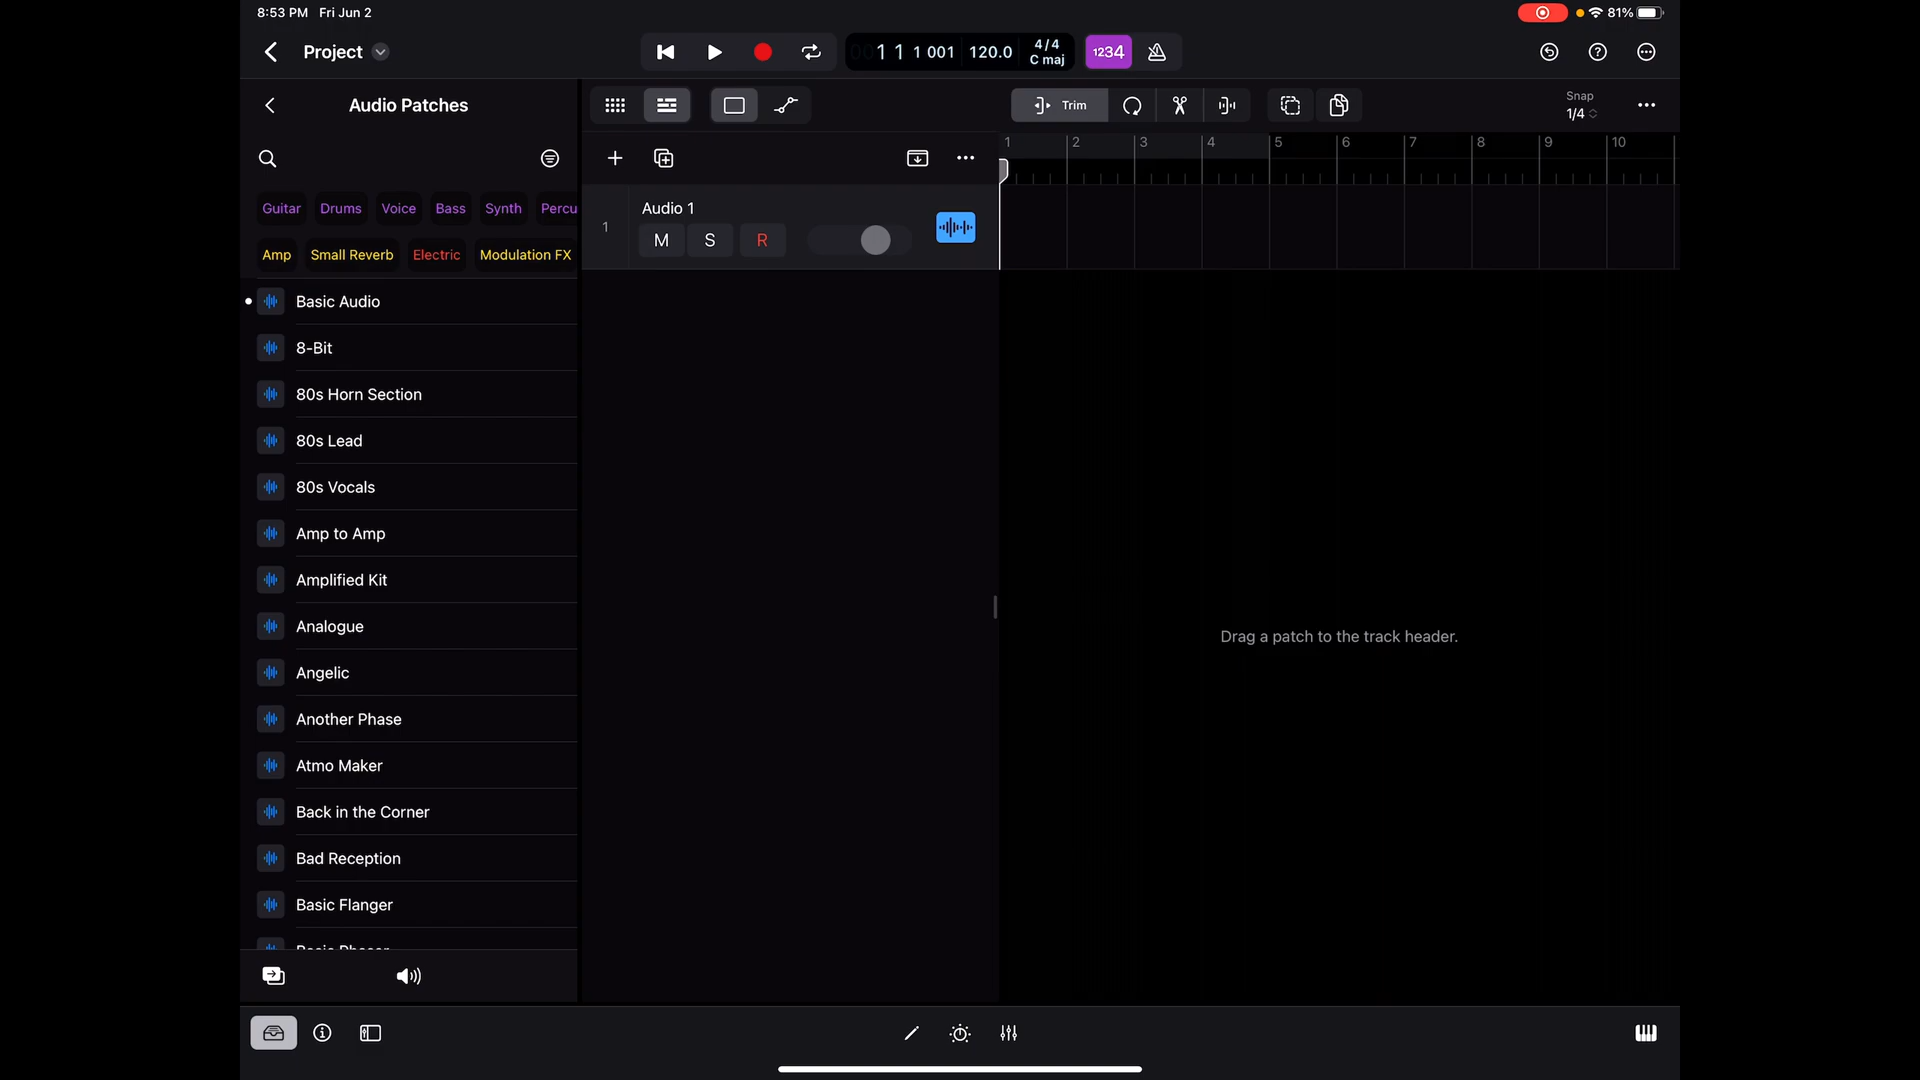 8:53 PM Fri Jun 2
81%
Project
1 1 1 001
120.0
4/4
C maj
1234
Audio Patches
Trim
Snap
1/4
1 2 3 4 5 6 7 8 9 10
Guitar Drums Voice Bass Synth Percu
Amp Small Reverb Electric Modulation FX
1
Audio 1
M S R
Basic Audio
8-Bit
80s Horn Section
80s Lead
80s Vocals
Amp to Amp
Amplified Kit
Analogue
Angelic
Another Phase
Atmo Maker
Back in the Corner
Bad Reception
Basic Flanger
Basic Phaser
Drag a patch to the track header.